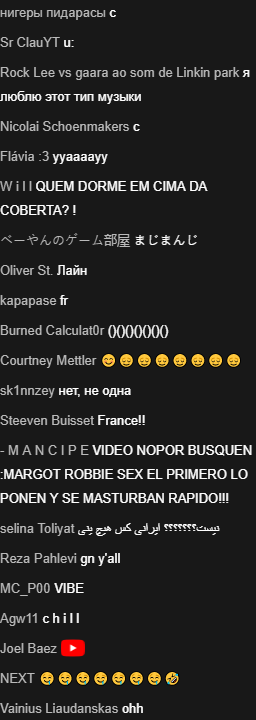 нигеры пидарасы с
Sr ClauYT u:
Rock Lee vs gaara ao som de Linkin park я
люблю этот тип музыки
Nicolai Schoenmakers c
Flávia :3 yyaaaayy
W i l l QUEM DORME EM CIMA DA
COBERTA? !
べーやんのゲーム部屋 まじまんじ
Oliver St. Лайн
kapapase fr
Burned Calculat0r ()()()()()()()
Courtney Mettler 😊😔😔😔😔😔😔😔
sk1nnzey нет, не одна
Steeven Buisset France!!
- M A N C I P E VIDEO NOPOR BUSQUEN
:MARGOT ROBBIE SEX EL PRIMERO LO
PONEN Y SE MASTURBAN RAPIDO!!!
selina Toliyat ایرانی کس هیچ ینی ؟؟؟؟؟؟؟نیست
Reza Pahlevi gn y'all
MC_P00 VIBE
Agw11 c h i l l
Joel Baez
NEXT 😊😊😊😂😂😂😂🤣
Vainius Liaudanskas ohh